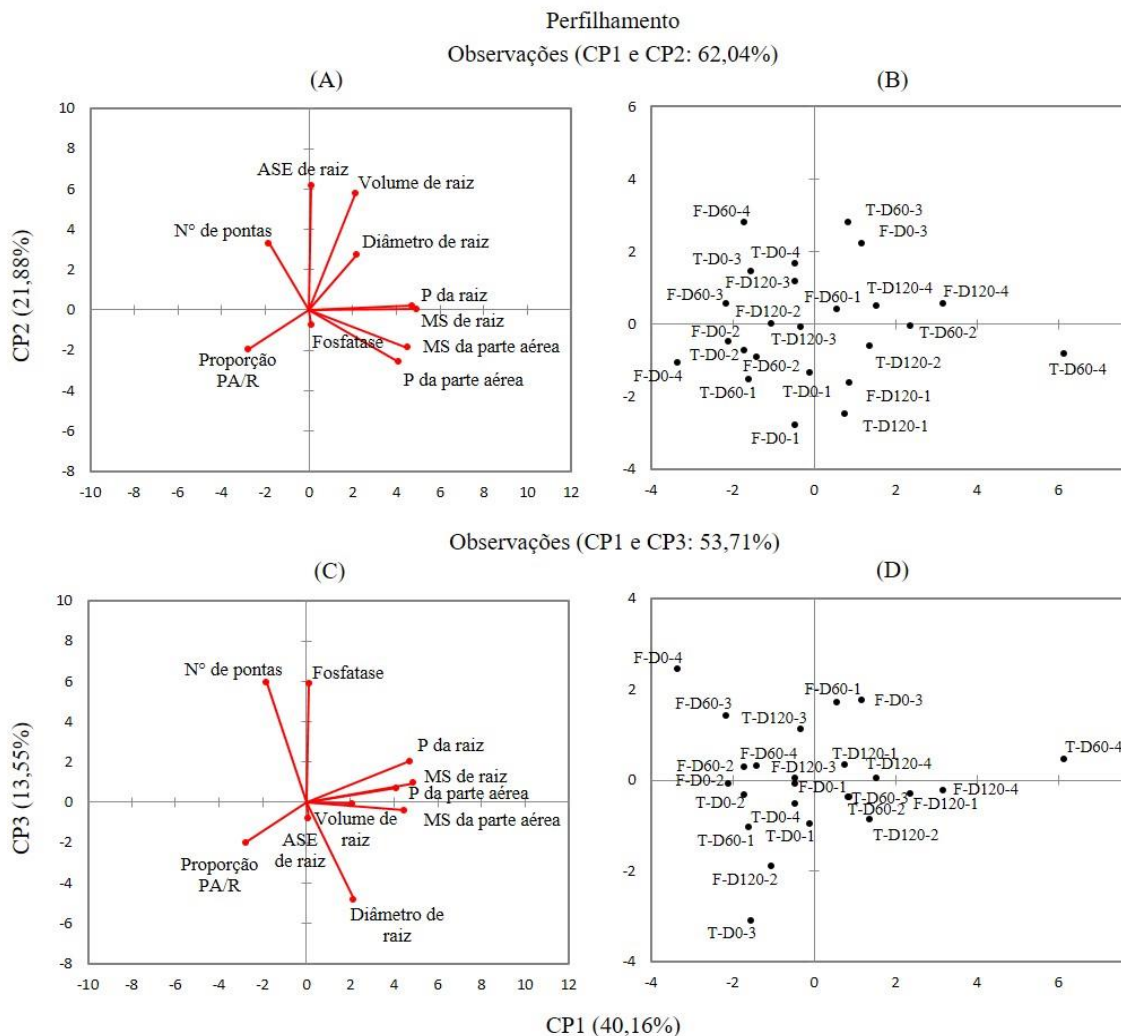 Perfilhamento
Observações (CP1 e CP2: 62,04%)
(A)
(B)
10
8
6
4
2
0
-2
-4
-6
-8
CP2 (21,88%)
ASE de raiz
Volume de raiz
N° de pontas
Diâmetro de raiz
P da raiz
MS de raiz
Fosfatase
MS da parte aérea
Proporção
PA/R
P da parte aérea
-10 -8 -6 -4 -2 0 2 4 6 8 10 12
6
4
2
0
-2
-4
F-D60-4
T-D60-3
F-D0-3
T-D0-3
T-D0-4
F-D120-3
F-D60-3
F-D60-1
T-D120-4
F-D120-4
F-D120-2
F-D0-2
T-D120-3
T-D60-2
T-D0-2
F-D60-2
T-D120-2
F-D0-4
T-D60-4
T-D60-1
T-D0-1
F-D120-1
F-D0-1
T-D120-1
-4 -2 0 2 4 6
Observações (CP1 e CP3: 53,71%)
(C)
(D)
10
8
6
4
2
0
-2
-4
-6
-8
CP3 (13,55%)
N° de pontas
Fosfatase
P da raiz
MS de raiz
P da parte aérea
Volume de
raiz
MS da parte aérea
ASE
de raiz
Proporção
PA/R
Diâmetro de
raiz
-10 -8 -6 -4 -2 0 2 4 6 8 10 12
4
2
0
-2
-4
F-D0-4
F-D60-1
F-D0-3
F-D60-3
T-D120-3
F-D60-4
T-D120-1
T-D60-4
F-D60-2
F-D120-3
T-D120-4
F-D0-2
F-D0-1
F-D120-4
T-D0-2
T-D60-3
F-D120-1
T-D60-2
T-D0-4
T-D60-1
T-D0-1
T-D120-2
F-D120-2
T-D0-3
-4 -2 0 2 4 6
CP1 (40,16%)